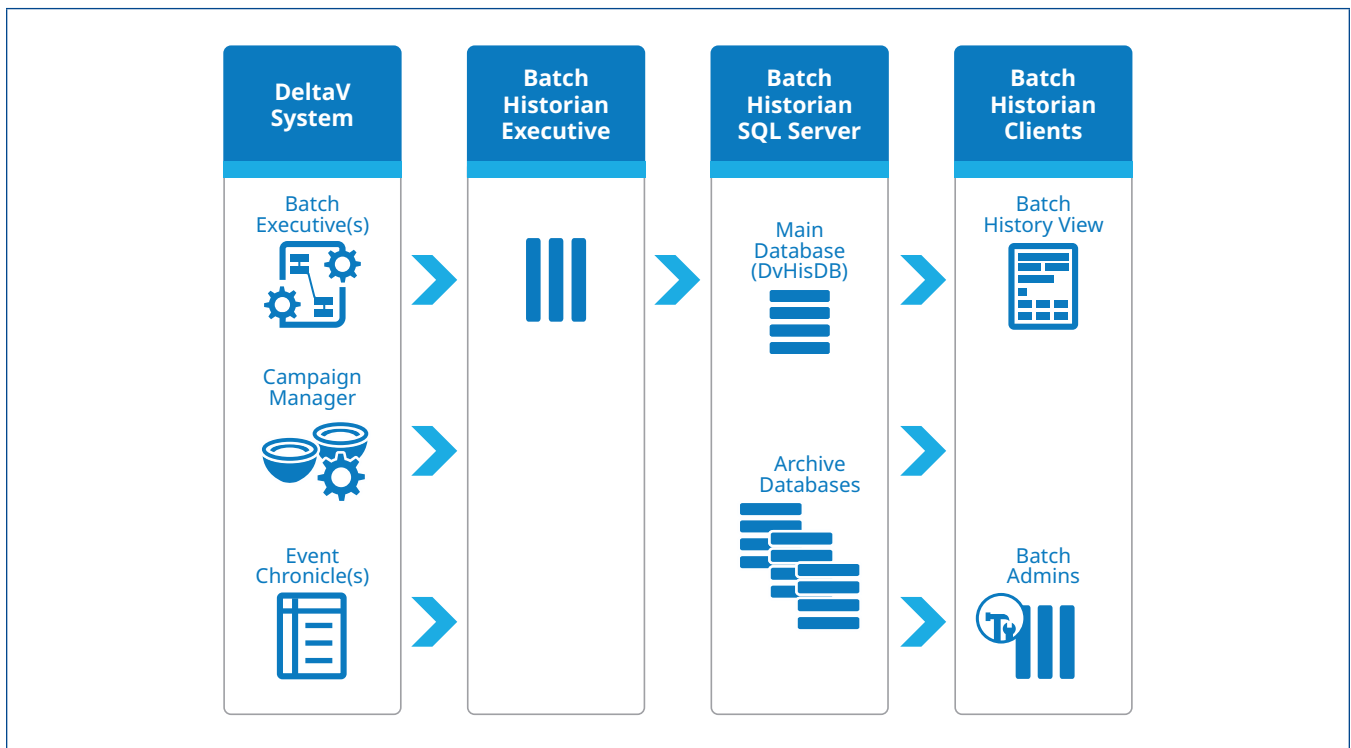 DeltaV
System
Batch
Historian
Executive
Batch
Historian
SQL Server
Batch
Historian
Clients
Batch
Executive(s)
Campaign
Manager
Event
Chronicle(s)
Main
Database
(DvHisDB)
Archive
Databases
Batch
History View
Batch
Admins